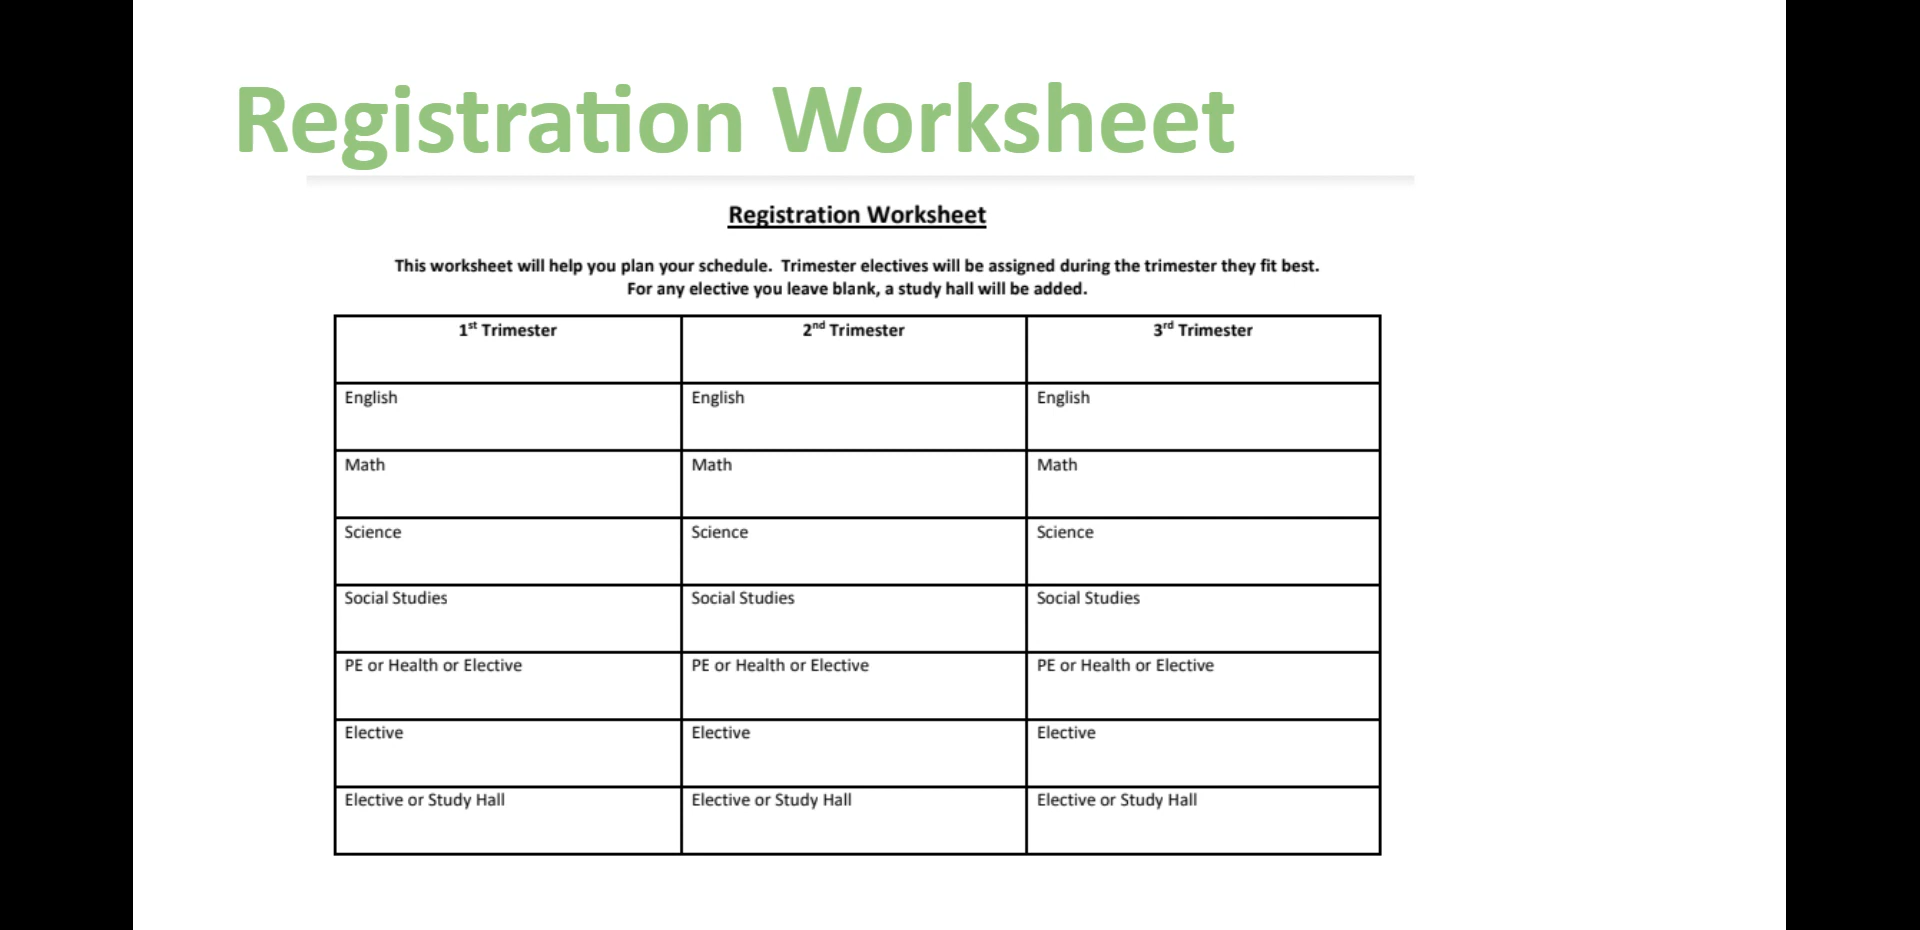 Registration Worksheet
Registration Worksheet
This worksheet will help you plan your schedule.  Trimester electives will be assigned during the trimester they fit best.
For any elective you leave blank, a study hall will be added.
1st Trimester 2nd Trimester 3rd Trimester
English English English
Math Math Math
Science Science Science
Social Studies Social Studies Social Studies
PE or Health or Elective PE or Health or Elective PE or Health or Elective
Elective Elective Elective
Elective or Study Hall Elective or Study Hall Elective or Study Hall